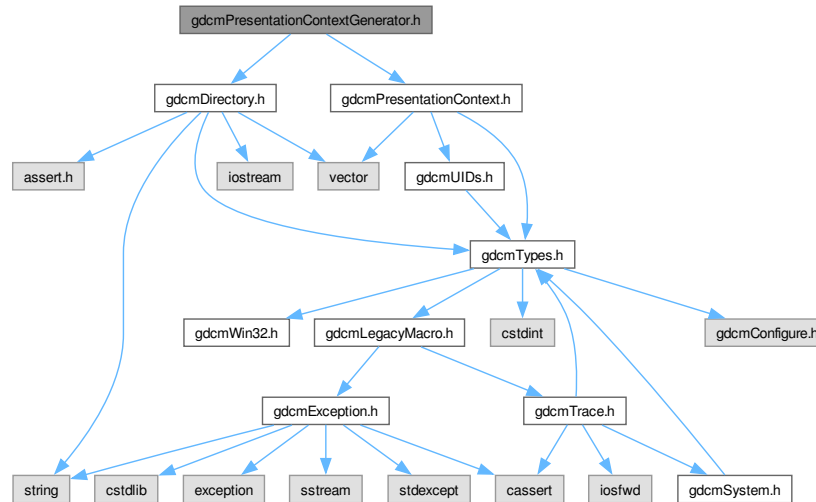 gdcmPresentationContextGenerator.h
gdcmDirectory.h
gdcmPresentationContext.h
assert.h
iostream
vector
gdcmUIDs.h
gdcmTypes.h
gdcmWin32.h
gdcmLegacyMacro.h
cstdint
gdcmConfigure.h
gdcmException.h
gdcmTrace.h
string
cstdlib
exception
sstream
stdexcept
cassert
iosfwd
gdcmSystem.h